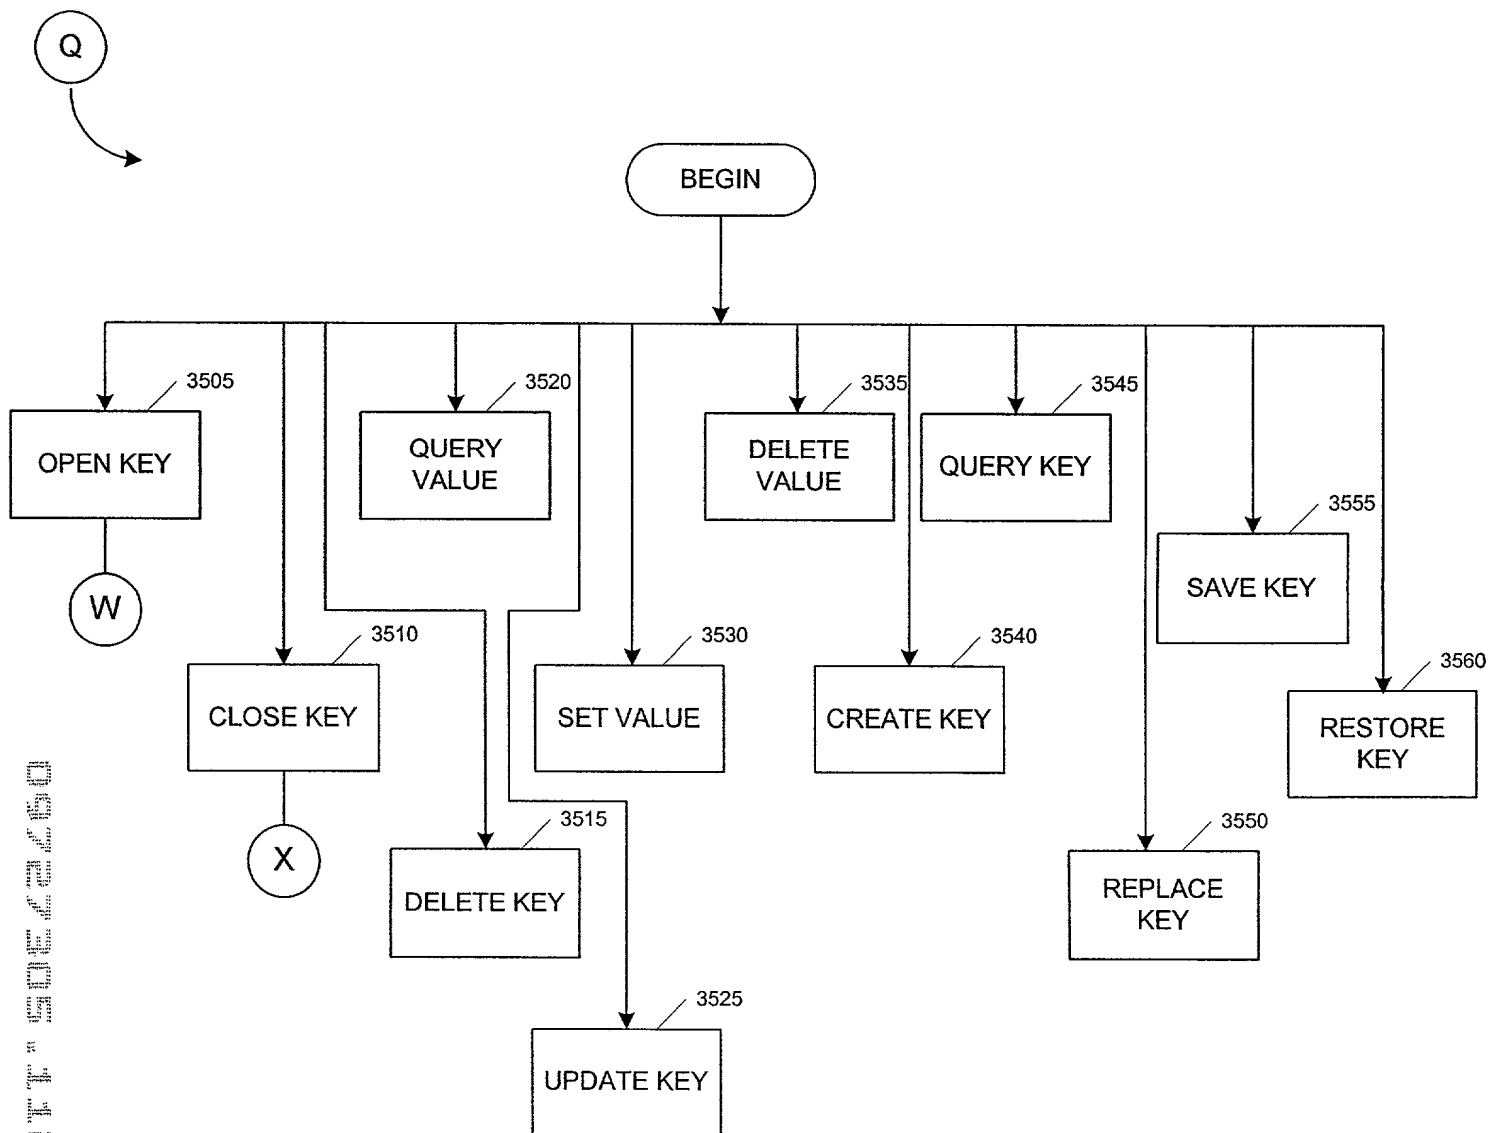 Q
BEGIN
3505
OPEN KEY
W
3520
QUERY
VALUE
3535
DELETE
VALUE
3545
QUERY KEY
3555
SAVE KEY
3510
CLOSE KEY
X
3530
SET VALUE
3540
CREATE KEY
3560
RESTORE
KEY
3515
DELETE KEY
3550
REPLACE
KEY
3525
UPDATE KEY